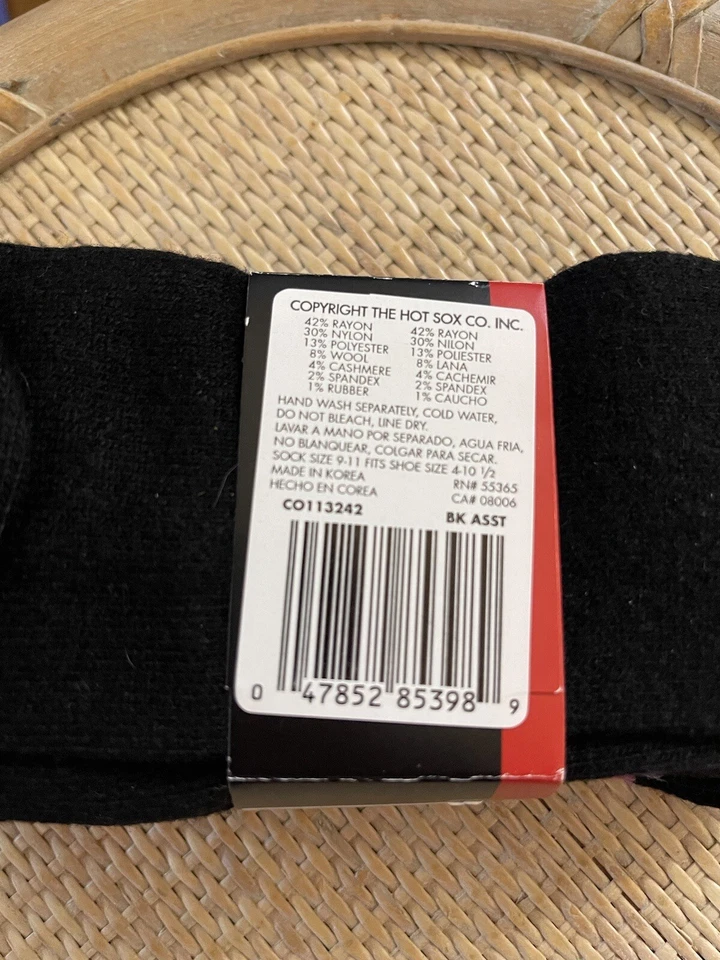 COPYRIGHT THE HOT SOX CO. INC.
42% RAYON 42% RAYON
30% NYLON 30% NILON
13% POLYESTER 13% POLIESTER
8% WOOL 8% LANA
4% CASHMERE 4% CACHEMIR
2% SPANDEX 2% SPANDEX
1% RUBBER 1% CAUCHO
HAND WASH SEPARATELY, COLD WATER,
DO NOT BLEACH, LINE DRY.
LAVAR A MANO POR SEPARADO, AGUA FRIA,
NO BLANQUEAR, COLGAR PARA SECAR.
SOCK SIZE 9-11 FITS SHOE SIZE 4-10 ½
MADE IN KOREA RN# 55365
HECHO EN COREA CA# 08006
CO113242 BK ASST
0 47852 85398 9